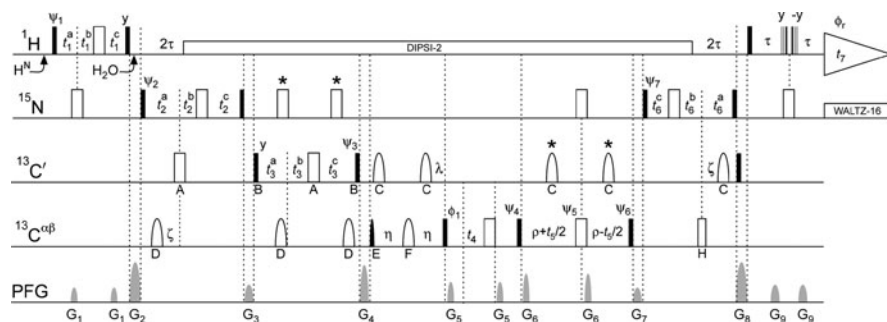 ψ1 y y -y ϕr
1H t1a t1b t1c 2τ DIPSI-2 2τ τ τ t7
HN H2O
ψ2 * * ψ7
15N t2a t2b t2c t6c t6b t6a WALTZ-16
y ψ3 * *
13C′ t3a t3b t3c λ ζ
A B A B C C C C C
ϕ1 ψ4 ψ5 ψ6
13Cαβ ζ η η t4 ρ+t5/2 ρ-t5/2
D D D E F H
PFG
G1 G1 G2 G3 G4 G5 G5 G6 G6 G7 G8 G9 G9